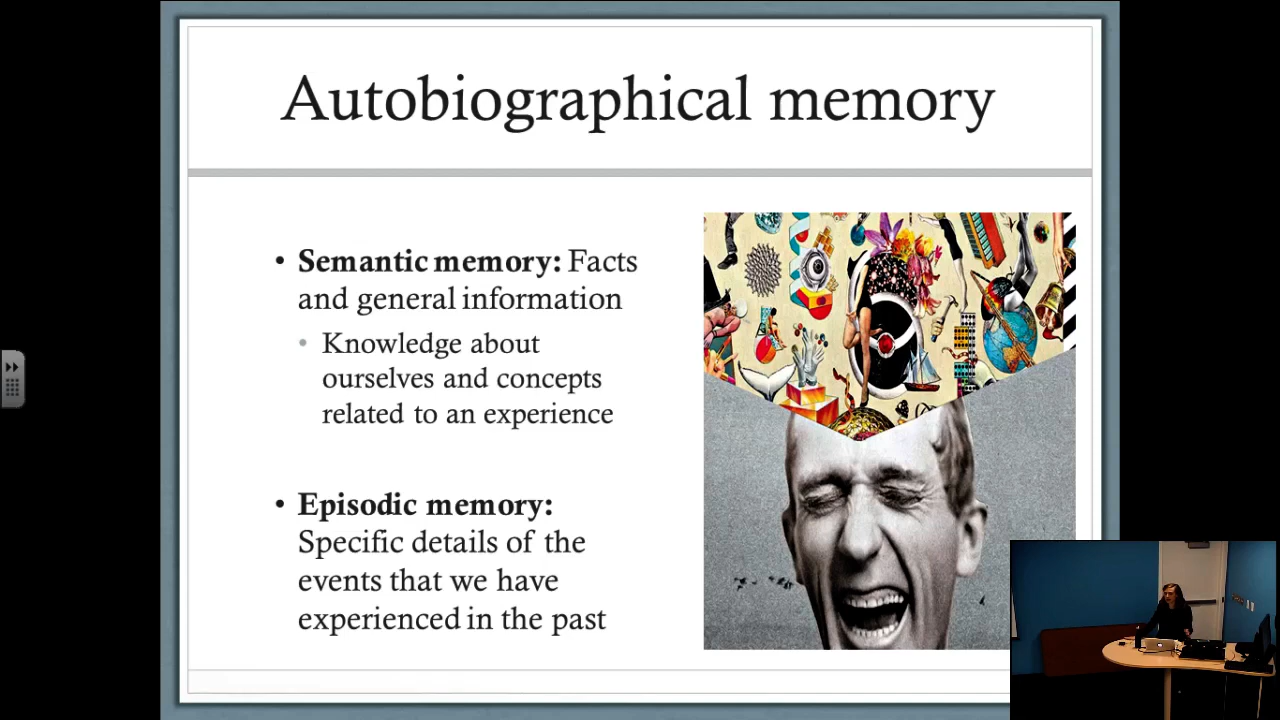 Autobiographical memory
• Semantic memory: Facts
and general information
• Knowledge about
ourselves and concepts
related to an experience
• Episodic memory:
Specific details of the
events that we have
experienced in the past